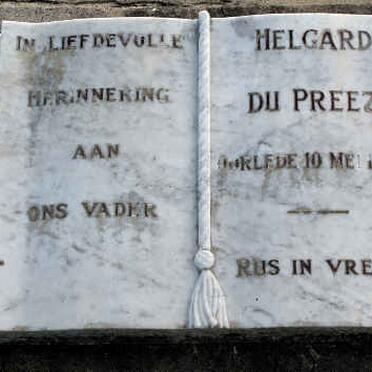 IN LIEFDEVOLLE
HERINNERING
AAN
ONS VADER
HELGARD
DU PREEZ
OORLEDE 10 MEI
RUS IN VRE